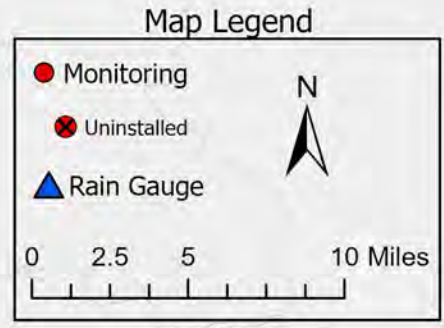 Map Legend
Monitoring
N
Uninstalled
Rain Gauge
0 2.5 5 10 Miles